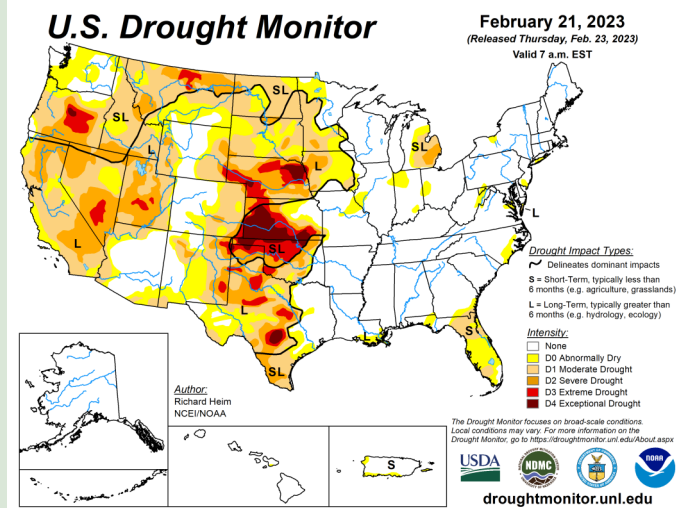 U.S. Drought Monitor
February 21, 2023
(Released Thursday, Feb. 23, 2023)
Valid 7 a.m. EST
SL
SL
L
L
SL
L
L
SL
L
SL
L
S
Drought Impact Types:
Delineates dominant impacts
S = Short-Term, typically less than
6 months (e.g. agriculture, grasslands)
L = Long-Term, typically greater than
6 months (e.g. hydrology, ecology)
Intensity:
None
D0 Abnormally Dry
D1 Moderate Drought
D2 Severe Drought
D3 Extreme Drought
D4 Exceptional Drought
Author:
Richard Heim
NCEI/NOAA
S
The Drought Monitor focuses on broad-scale conditions.
Local conditions may vary. For more information on the
Drought Monitor, go to https://droughtmonitor.unl.edu/About.aspx
USDA
NDMC
NOAA
droughtmonitor.unl.edu